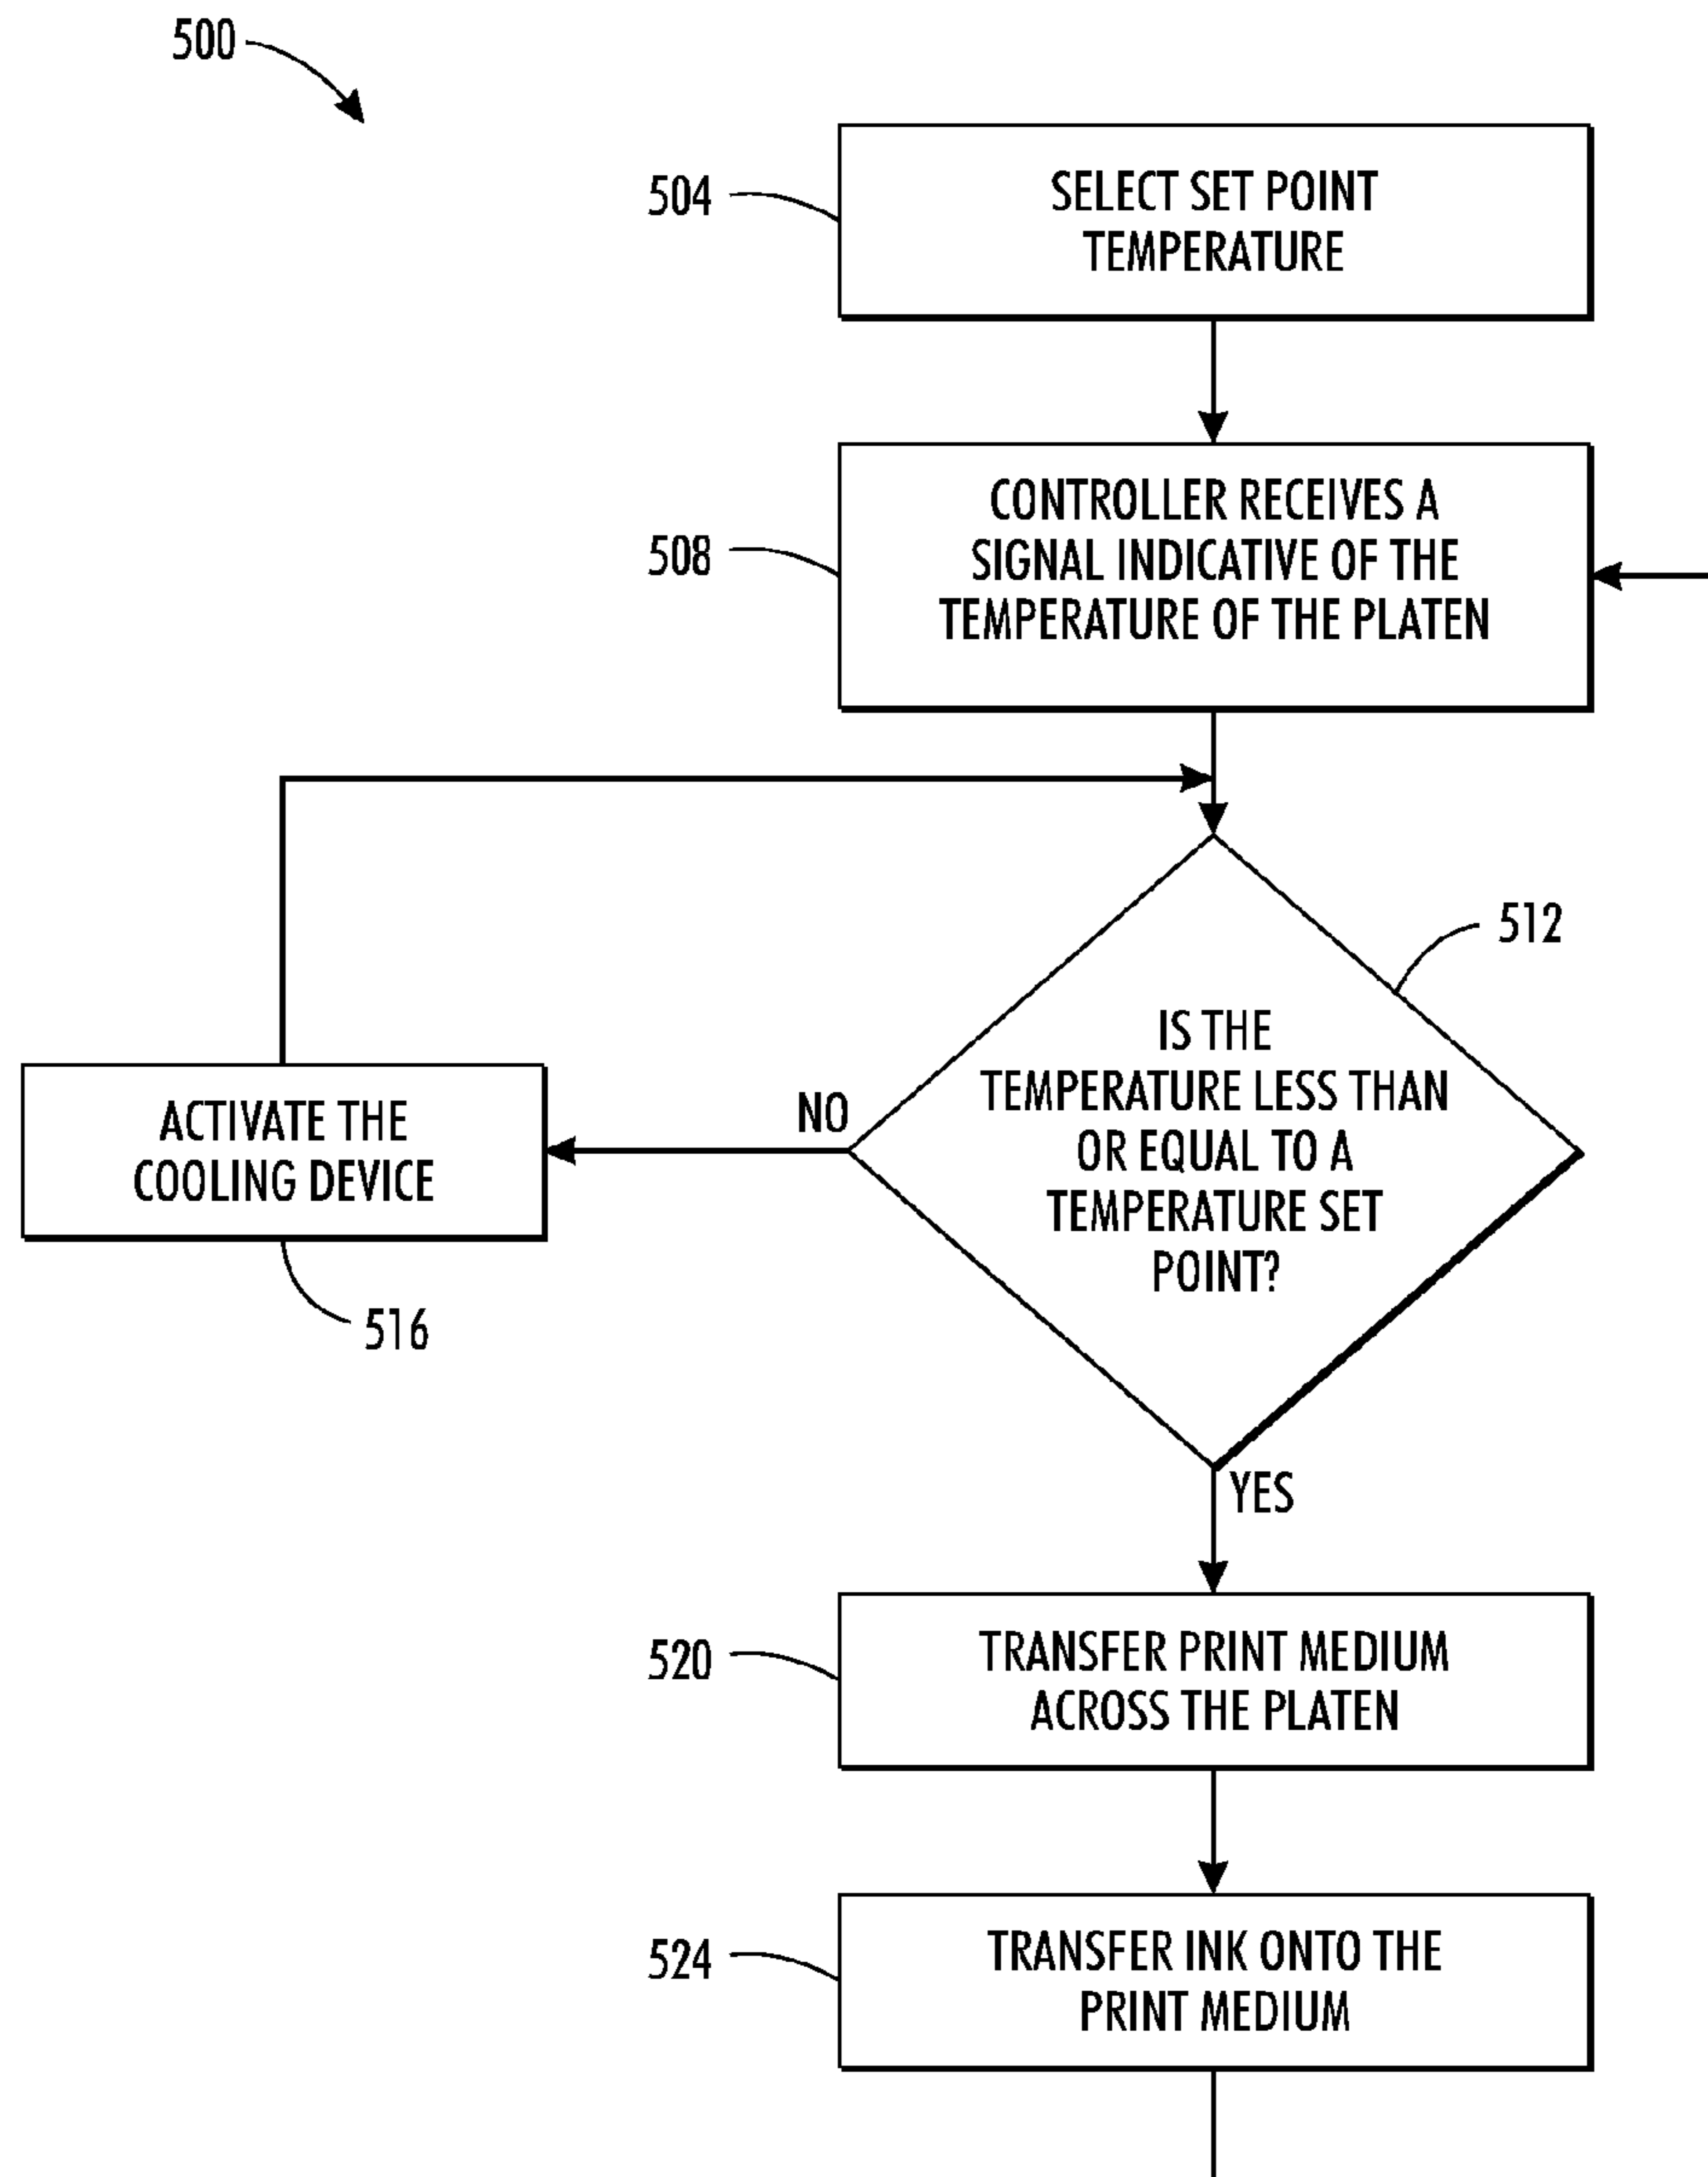 500
504
SELECT SET POINT
TEMPERATURE
508
CONTROLLER RECEIVES A
SIGNAL INDICATIVE OF THE
TEMPERATURE OF THE PLATEN
512
IS THE
TEMPERATURE LESS THAN
OR EQUAL TO A
TEMPERATURE SET
POINT?
NO
ACTIVATE THE
COOLING DEVICE
516
YES
520
TRANSFER PRINT MEDIUM
ACROSS THE PLATEN
524
TRANSFER INK ONTO THE
PRINT MEDIUM